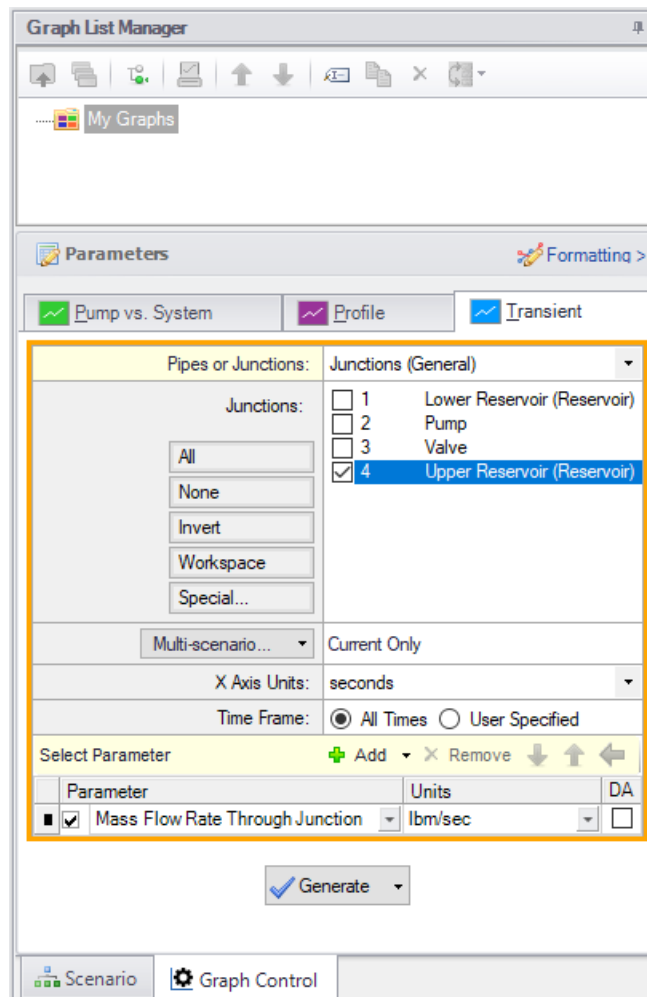 Graph List Manager
My Graphs
Parameters
Formatting >
Pump vs. System
Profile
Transient
Pipes or Junctions:
Junctions (General)
Junctions:
1 Lower Reservoir (Reservoir)
2 Pump
3 Valve
4 Upper Reservoir (Reservoir)
All
None
Invert
Workspace
Special...
Multi-scenario...
Current Only
X Axis Units:
seconds
Time Frame:
All Times
User Specified
Select Parameter
Add
Remove
Parameter
Units
DA
Mass Flow Rate Through Junction
lbm/sec
Generate
Scenario
Graph Control